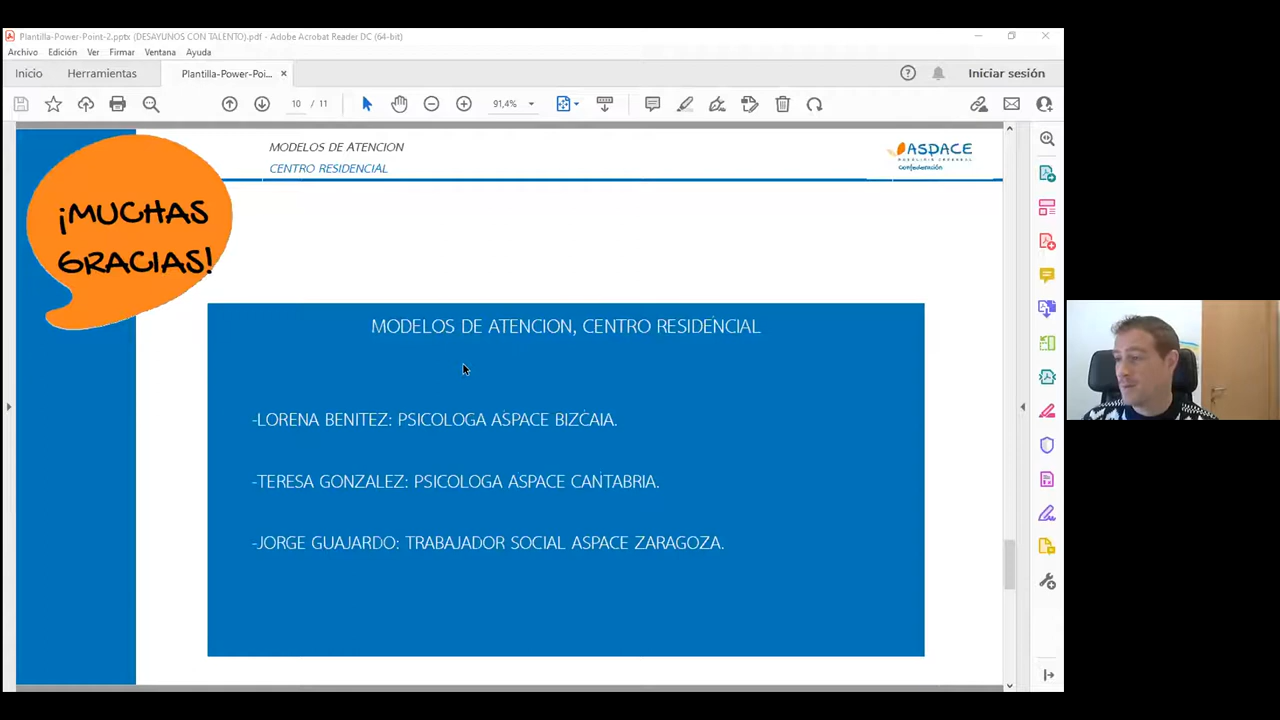 Plantilla-Power-Point-2.pptx (DESAYUNOS CON TALENTO).pdf - Adobe Acrobat Reader DC (64-bit)
Archivo Edición Ver Firmar Ventana Ayuda
Inicio Herramientas Plantilla-Power-Poi... × Iniciar sesión
10 / 11 91,4%
MODELOS DE ATENCION
CENTRO RESIDENCIAL
ASPACE
PARÁLISIS CEREBRAL
Confederación
¡MUCHAS
GRACIAS!
MODELOS DE ATENCION, CENTRO RESIDENCIAL
-LORENA BENITEZ: PSICOLOGA ASPACE BIZCAIA.
-TERESA GONZALEZ: PSICOLOGA ASPACE CANTABRIA.
-JORGE GUAJARDO: TRABAJADOR SOCIAL ASPACE ZARAGOZA.